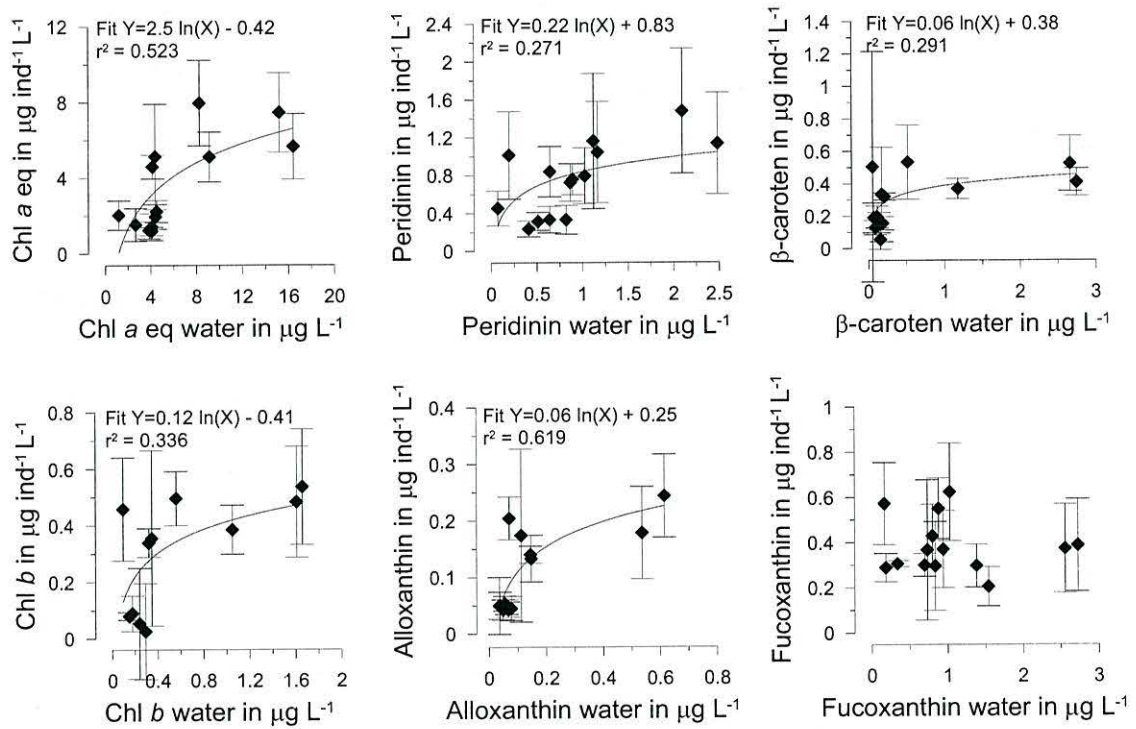 Fit Y=2.5 ln(X) - 0.42
r² = 0.523
12
8
4
0
Chl a eq in μg ind⁻¹ L⁻¹
0 4 8 12 16 20
Chl a eq water in μg L⁻¹
Fit Y=0.22 ln(X) + 0.83
r² = 0.271
2.4
2.0
1.6
1.2
0.8
0.4
0
Peridinin in μg ind⁻¹ L⁻¹
0 0.5 1 1.5 2 2.5
Peridinin water in μg L⁻¹
Fit Y=0.06 ln(X) + 0.38
r² = 0.291
1.4
1.2
1
0.8
0.6
0.4
0.2
0
β-caroten in μg ind⁻¹ L⁻¹
0 1 2 3
β-caroten water in μg L⁻¹
Fit Y=0.12 ln(X) - 0.41
r² = 0.336
0.8
0.6
0.4
0.2
0
Chl b in μg ind⁻¹ L⁻¹
0 0.4 0.8 1.2 1.6 2
Chl b water in μg L⁻¹
Fit Y=0.06 ln(X) + 0.25
r² = 0.619
0.4
0.3
0.2
0.1
0
Alloxanthin in μg ind⁻¹ L⁻¹
0 0.2 0.4 0.6 0.8
Alloxanthin water in μg L⁻¹
1
0.8
0.6
0.4
0.2
0
Fucoxanthin in μg ind⁻¹ L⁻¹
0 1 2 3
Fucoxanthin water in μg L⁻¹